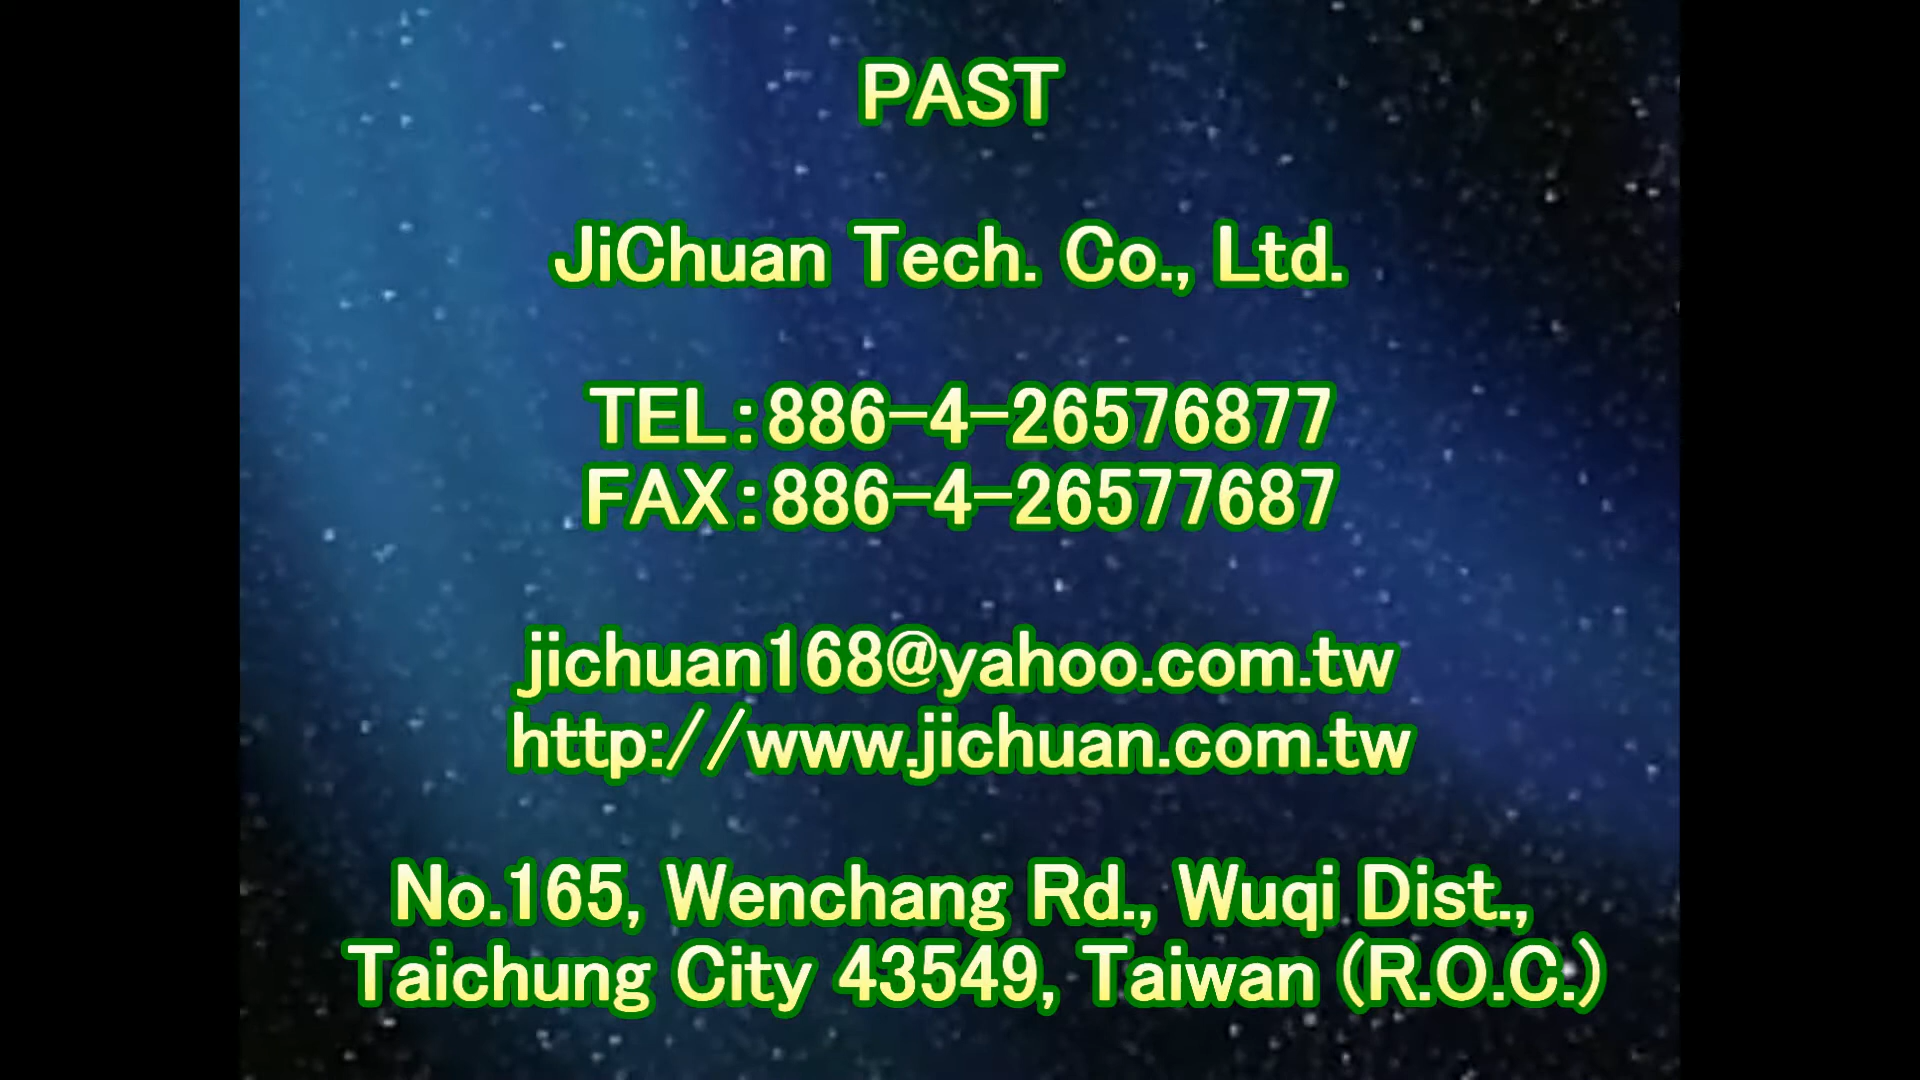 PAST
JiChuan Tech. Co., Ltd.
TEL:886-4-26576877
FAX:886-4-26577687
jichuan168@yahoo.com.tw
http://www.jichuan.com.tw
No.165, Wenchang Rd., Wuqi Dist.,
Taichung City 43549, Taiwan (R.O.C.)